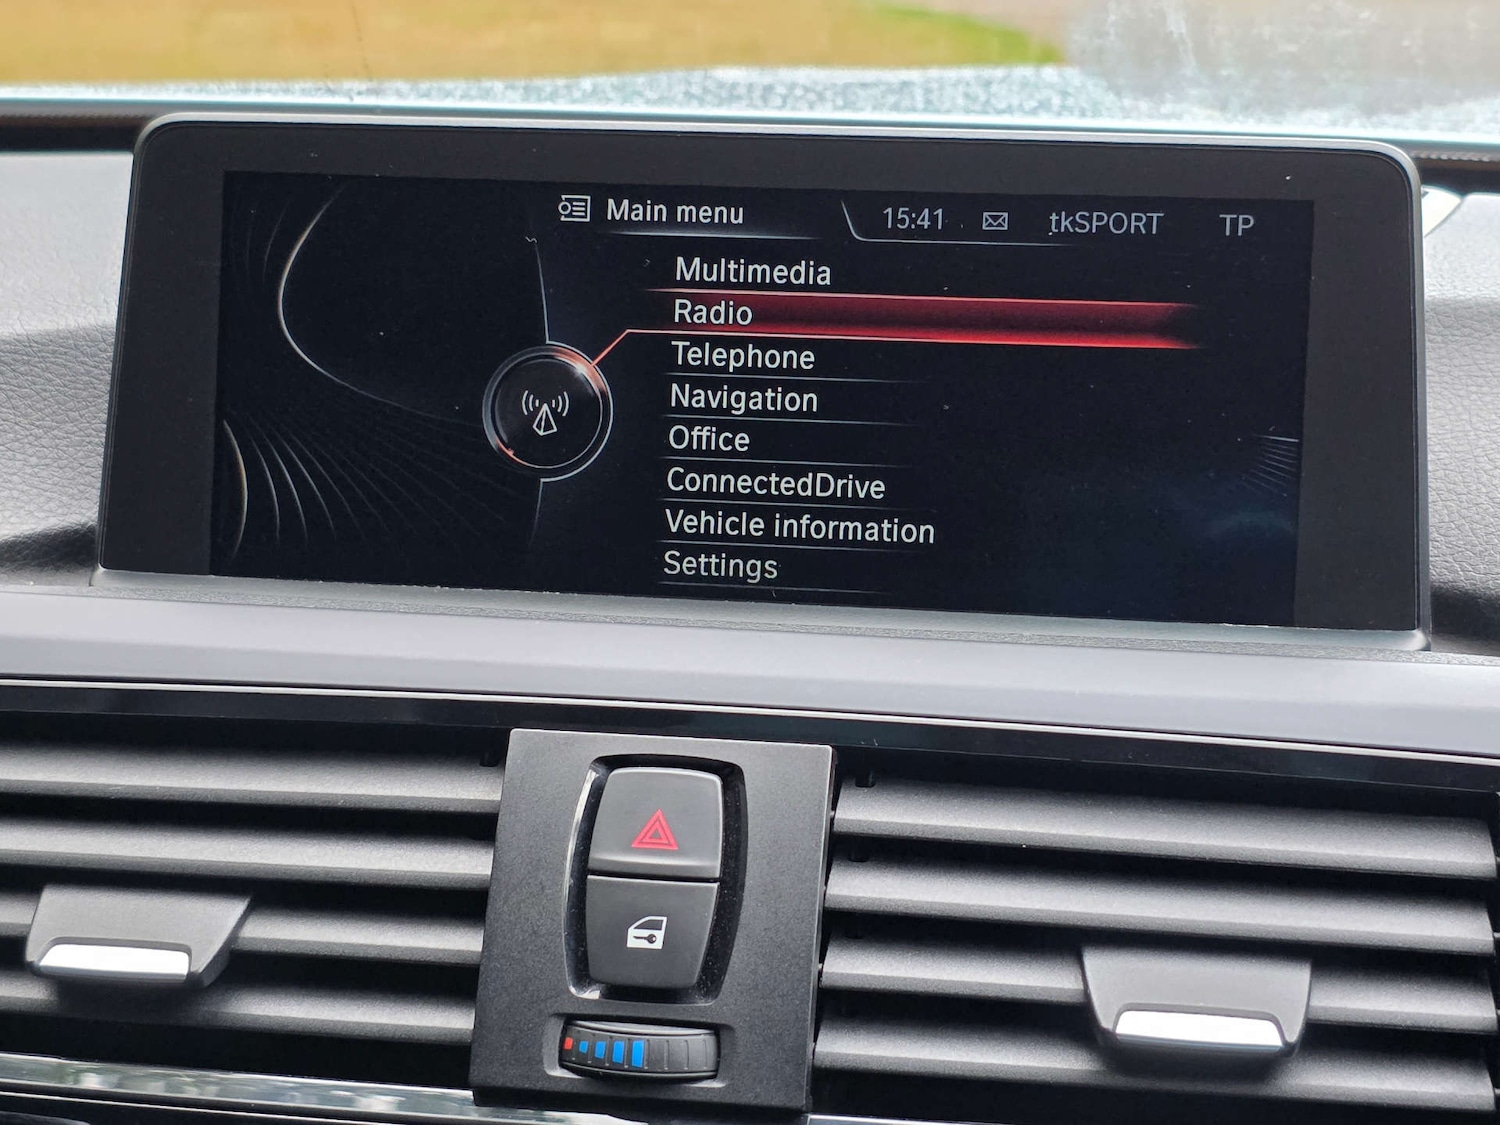 Main menu
15:41 tkSPORT TP
Multimedia
Radio
Telephone
Navigation
Office
ConnectedDrive
Vehicle information
Settings